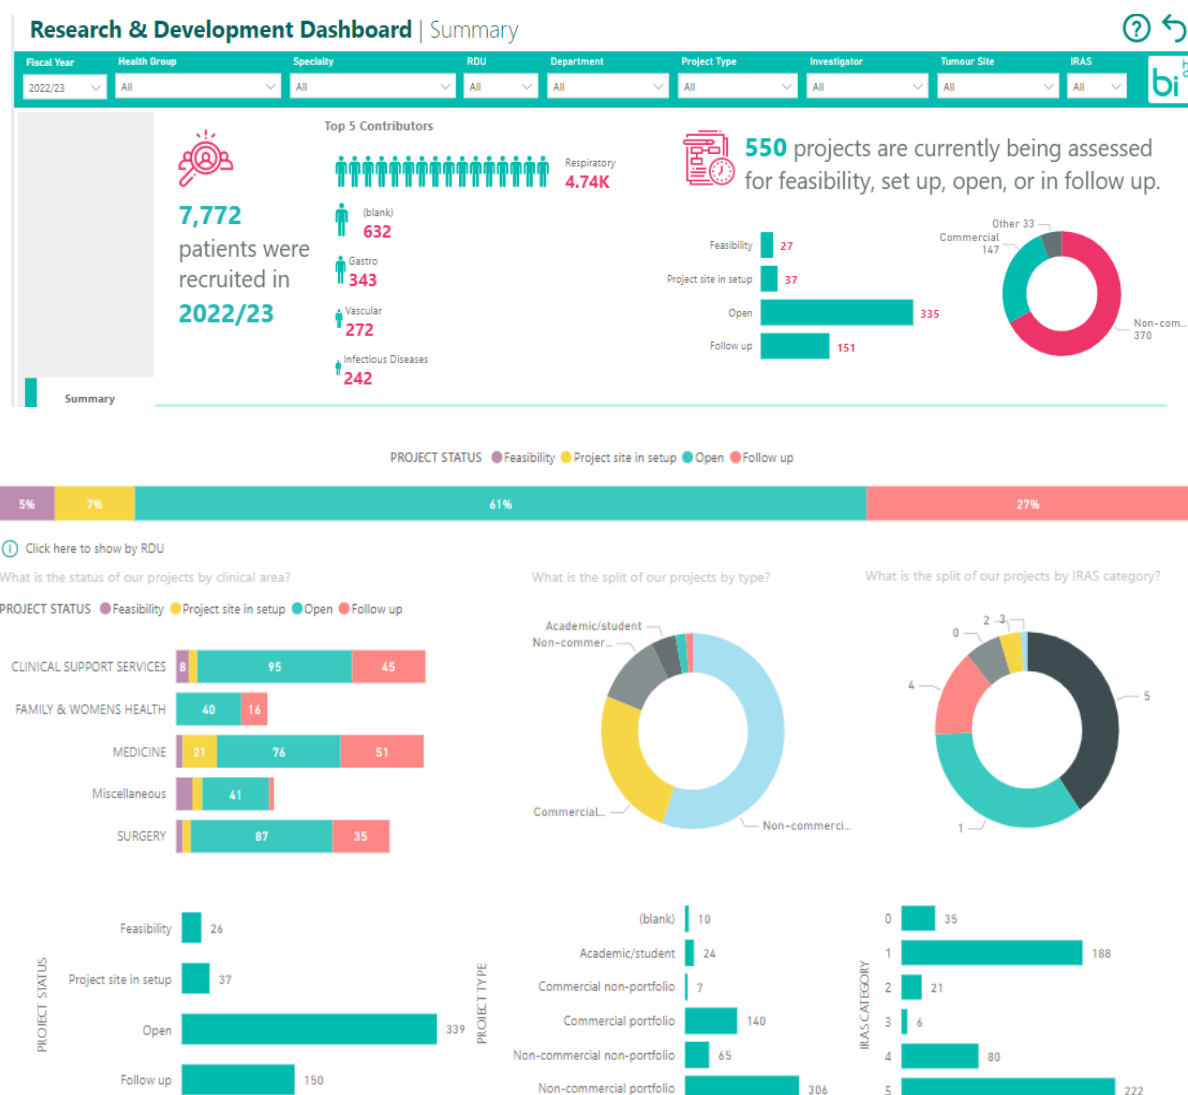 Research & Development Dashboard | Summary
Fiscal Year
Health Group
Specialty
RDU
Department
Project Type
Investigator
Tumour Site
IRAS
2022/23
All
All
All
All
All
All
All
All
bi
Top 5 Contributors
7,772
patients were
recruited in
2022/23
Respiratory
4.74K
(blank)
632
Gastro
343
Vascular
272
Infectious Diseases
242
550 projects are currently being assessed
for feasibility, set up, open, or in follow up.
Feasibility 27
Project site in setup 37
Open 335
Follow up 151
Other 33
Commercial
147
Non-com...
370
Summary
PROJECT STATUS Feasibility Project site in setup Open Follow up
5% 7% 61% 27%
Click here to show by RDU
What is the status of our projects by clinical area?
PROJECT STATUS Feasibility Project site in setup Open Follow up
CLINICAL SUPPORT SERVICES 8 95 45
FAMILY & WOMENS HEALTH 40 16
MEDICINE 21 76 51
Miscellaneous 41
SURGERY 87 35
What is the split of our projects by type?
Academic/student
Non-commer...
Commercial...
Non-commerci...
What is the split of our projects by IRAS category?
2 3
0
4
5
1
PROJECT STATUS
Feasibility 26
Project site in setup 37
Open 339
Follow up 150
PROJECT TYPE
(blank) 10
Academic/student 24
Commercial non-portfolio 7
Commercial portfolio 140
Non-commercial non-portfolio 65
Non-commercial portfolio 306
IRAS CATEGORY
0 35
1 188
2 21
3 6
4 80
5 222